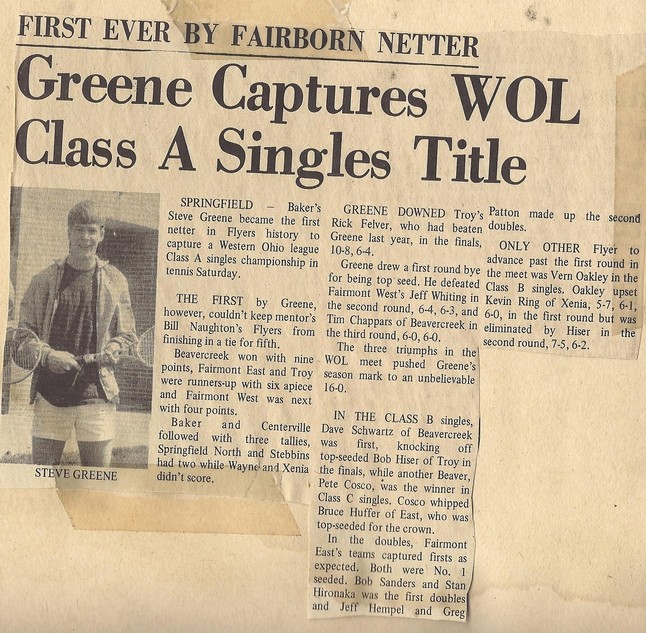 FIRST EVER BY FAIRBORN NETTER
Greene Captures WOL
Class A Singles Title
STEVE GREENE
SPRINGFIELD — Baker's
Steve Greene became the first
netter in Flyers history to
capture a Western Ohio league
Class A singles championship in
tennis Saturday.
THE FIRST by Greene,
however, couldn't keep mentor's
Bill Naughton's Flyers from
finishing in a tie for fifth.
Beavercreek won with nine
points, Fairmont East and Troy
were runners-up with six apiece
and Fairmont West was next
with four points.
Baker and Centerville
followed with three tallies,
Springfield North and Stebbins
had two while Wayne and Xenia
didn't score.
GREENE DOWNED Troy's
Rick Felver, who had beaten
Greene last year, in the finals,
10-8, 6-4.
Greene drew a first round bye
for being top seed. He defeated
Fairmont West's Jeff Whiting in
the second round, 6-4, 6-3, and
Tim Chappars of Beavercreek in
the third round, 6-0, 6-0.
The three triumphs in the
WOL meet pushed Greene's
season mark to an unbelievable
16-0.
IN THE CLASS B singles,
Dave Schwartz of Beavercreek
was first, knocking off
top-seeded Bob Hiser of Troy in
the finals, while another Beaver,
Pete Cosco, was the winner in
Class C singles. Cosco whipped
Bruce Huffer of East, who was
top-seeded for the crown.
In the doubles, Fairmont
East's teams captured firsts as
expected. Both were No. 1
seeded. Bob Sanders and Stan
Hironaka was the first doubles
and Jeff Hempel and Greg
Patton made up the second
doubles.
ONLY OTHER Flyer to
advance past the first round in
the meet was Vern Oakley in the
Class B singles. Oakley upset
Kevin Ring of Xenia, 5-7, 6-1,
6-0, in the first round but was
eliminated by Hiser in the
second round, 7-5, 6-2.